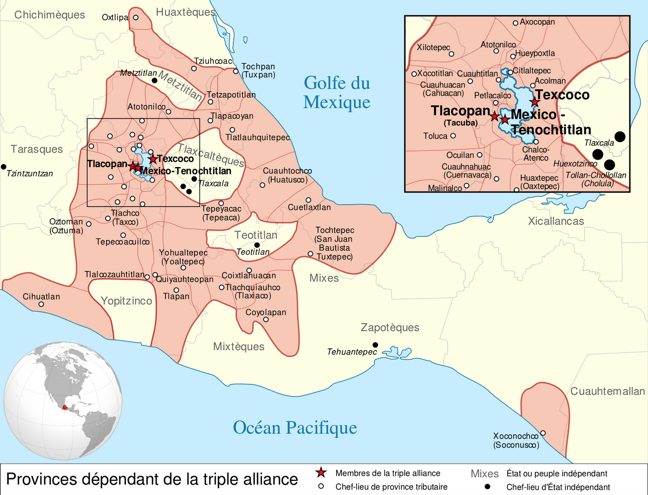 Chichimèques
Huaxtèques
Oxtlipa
Tziuhcoac
Tochpan
(Tuxpan)
Metztitlan
Metztitlan
Tetzapotitlan
Atotonilco
Tlapacoyan
Tlatlauhquitepec
Golfe du
Mexique
Tarasques
Tzintzuntzan
Tlaxcaltèques
Tlacopan
Texcoco
México-Tenochtitlan
Tlaxcala
Cuauhtochco
(Huatusco)
Cuetlaxtlan
Tepeyacac
(Tepeaca)
Tlachco
(Taxco)
Oztoman
(Oztuma)
Tepecoacuilco
Teotitlan
Teotitlan
Tochtepec
(San Juan
Bautista
Tuxtepec)
Yohualtepec
(Yoaltepec)
Tlalcozauhtitlan
Quiyauhteopan
Tlapan
Coixtlahuacan
Tlachquiauhco
(Tlaxiaco)
Coyolapan
Mixes
Cihuatlan
Yopitzinco
Mixtèques
Zapotèques
Tehuantepec
Xicallancas
Cuauhtemallan
Xoconochco
(Soconusco)
Océan Pacifique
Axocopan
Xilotepec
Atotonilco
Hueypoxtla
Xocotitlan
Cuauhtitlan
Citlaltepec
Cuauhuacan
(Cahuacan)
Acolman
Petlacalco
Texcoco
Tlacopan
(Tacuba)
Mexico -
Tenochtitlan
Toluca
Chalco-
Atenco
Tlaxcala
Ocuilan
Huexotzinco
Cuauhnahuac
(Cuernavaca)
Tollan-Chollollan
(Cholula)
Malinalco
Huaxtepec
(Oaxtepec)
Provinces dépendant de la triple alliance
Membres de la triple alliance
Chef-lieu de province tributaire
Mixes
État ou peuple indépendant
Chef-lieu d'État indépendant